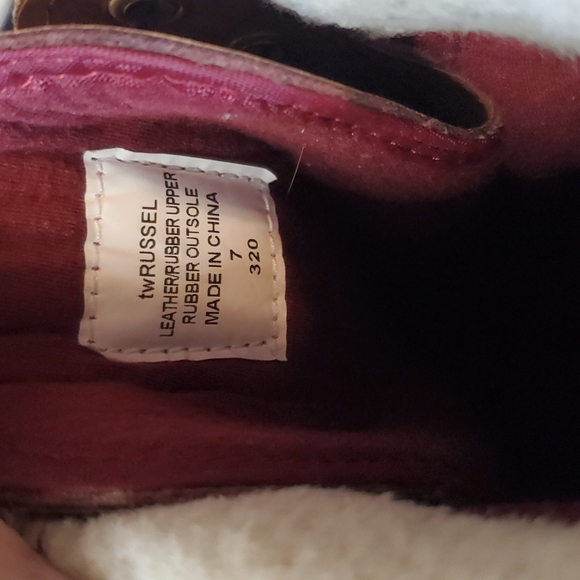 twRUSSEL
LEATHER/RUBBER UPPER
RUBBER OUTSOLE
MADE IN CHINA
7
320